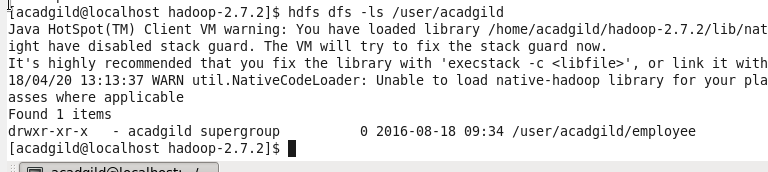 [acadgild@localhost hadoop-2.7.2]$ hdfs dfs -ls /user/acadgild
Java HotSpot(TM) Client VM warning: You have loaded library /home/acadgild/hadoop-2.7.2/lib/nat
ight have disabled stack guard. The VM will try to fix the stack guard now.
It's highly recommended that you fix the library with 'execstack -c <libfile>', or link it with
18/04/20 13:13:37 WARN util.NativeCodeLoader: Unable to load native-hadoop library for your pla
asses where applicable
Found 1 items
drwxr-xr-x   - acadgild supergroup          0 2016-08-18 09:34 /user/acadgild/employee
[acadgild@localhost hadoop-2.7.2]$